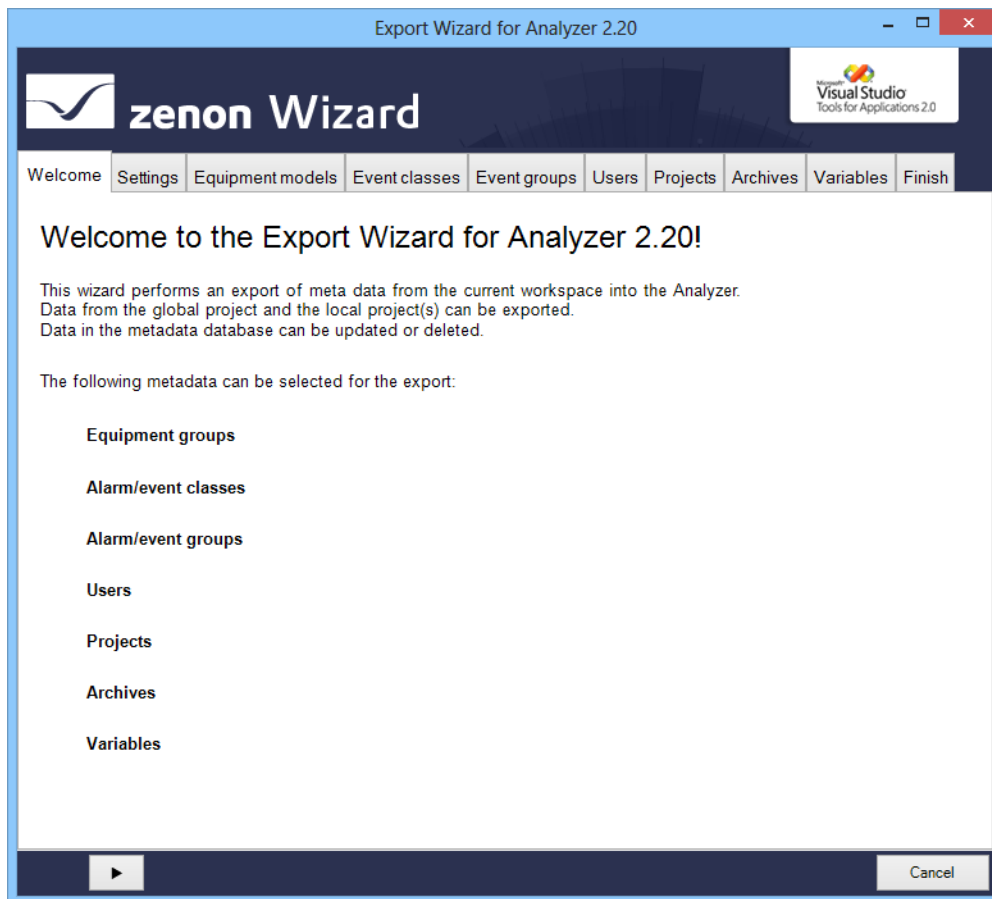 Export Wizard for Analyzer 2.20
zenon Wizard
Microsoft
Visual Studio
Tools for Applications 2.0
Welcome Settings Equipment models Event classes Event groups Users Projects Archives Variables Finish
Welcome to the Export Wizard for Analyzer 2.20!
This wizard performs an export of meta data from the current workspace into the Analyzer.
Data from the global project and the local project(s) can be exported.
Data in the metadata database can be updated or deleted.
The following metadata can be selected for the export:
Equipment groups
Alarm/event classes
Alarm/event groups
Users
Projects
Archives
Variables
Cancel